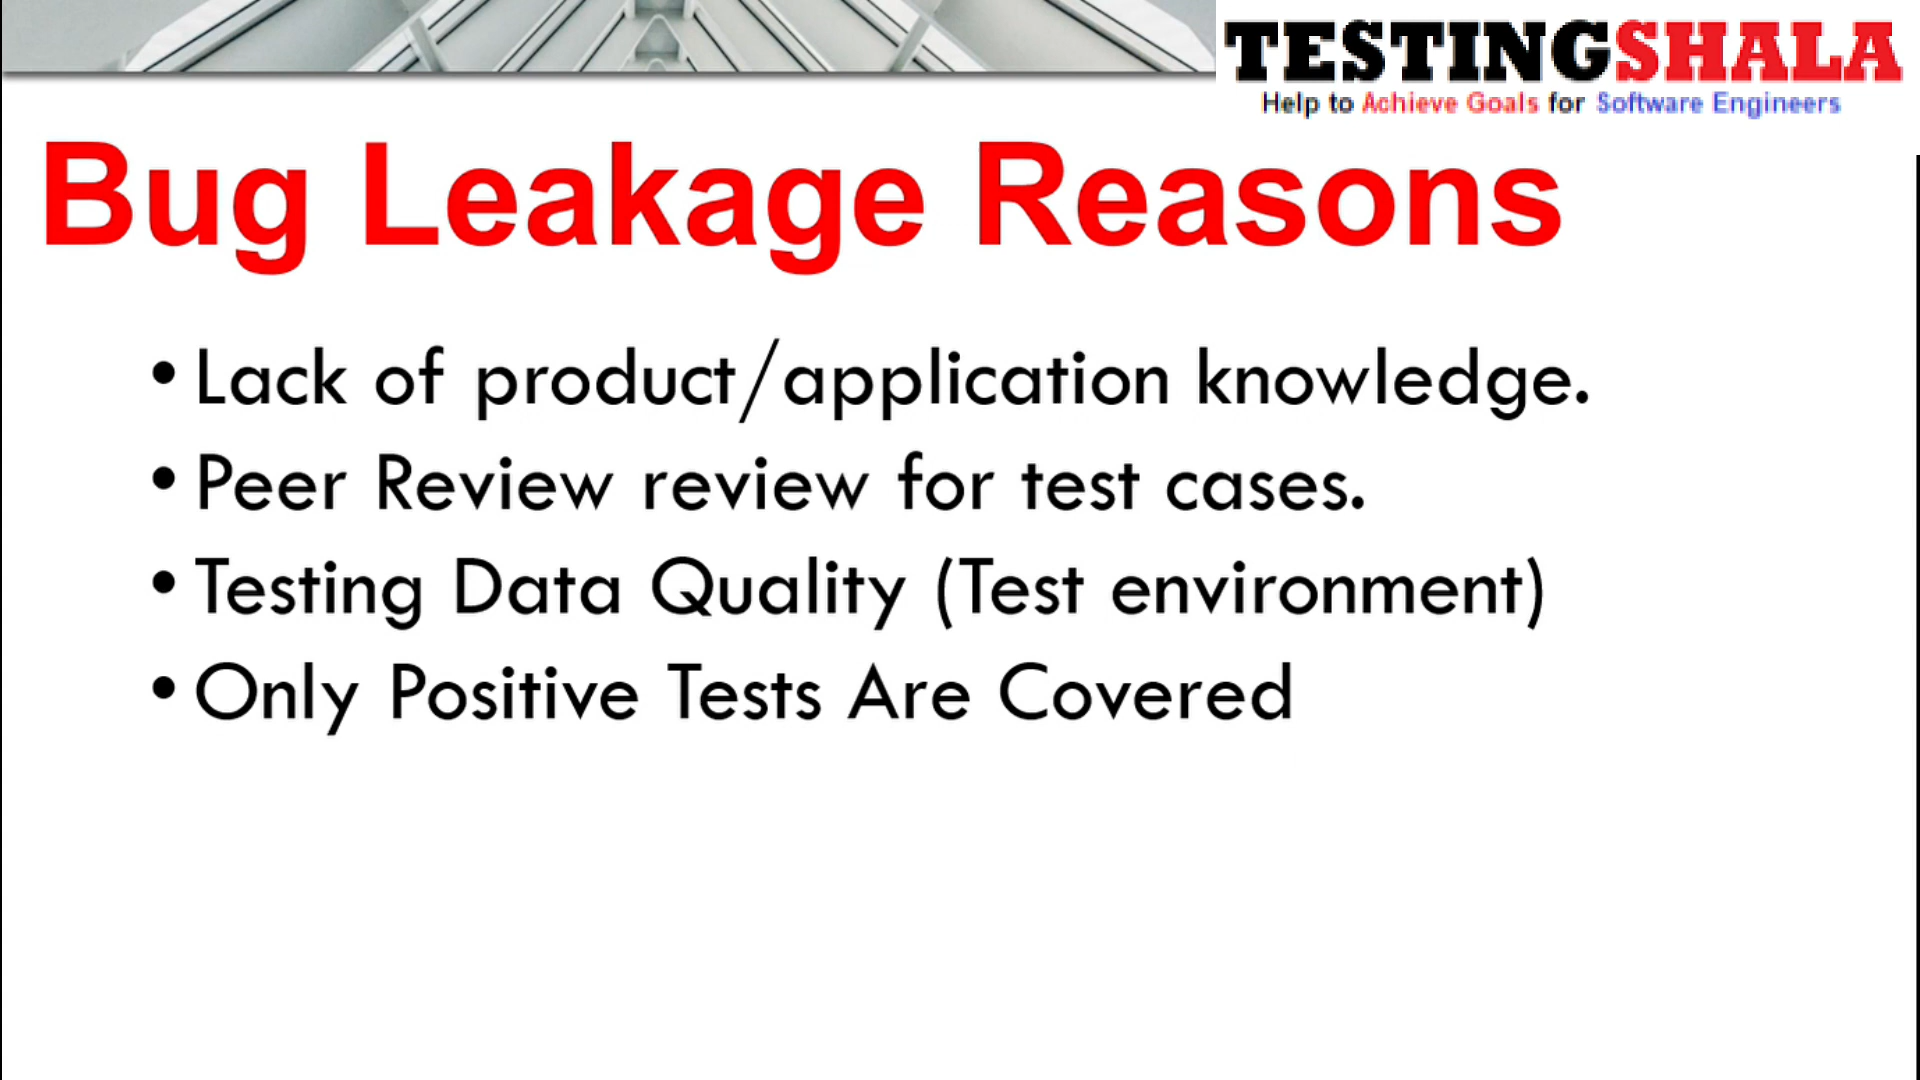 TESTINGSHALA
Help to Achieve Goals for Software Engineers
Bug Leakage Reasons
• Lack of product/application knowledge.
• Peer Review review for test cases.
• Testing Data Quality (Test environment)
• Only Positive Tests Are Covered